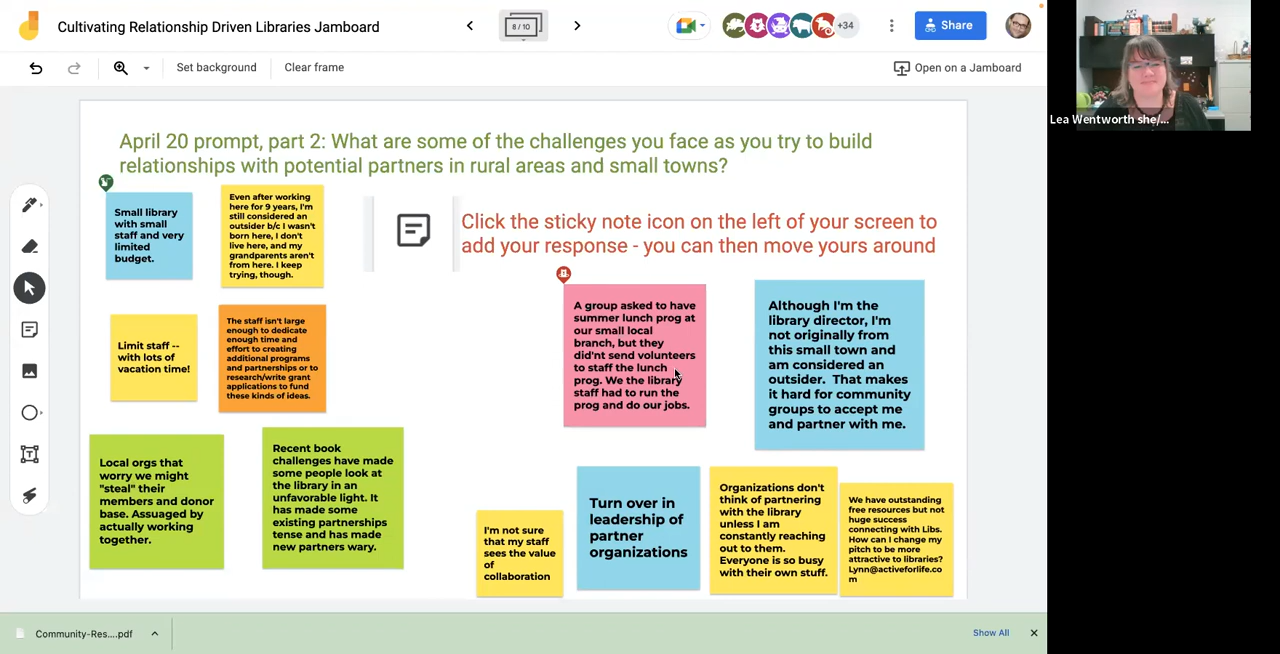 Cultivating Relationship Driven Libraries Jamboard
8 / 10
+34
Share
Set background
Clear frame
Open on a Jamboard
Lea Wentworth she/...
April 20 prompt, part 2: What are some of the challenges you face as you try to build
relationships with potential partners in rural areas and small towns?
Click the sticky note icon on the left of your screen to
add your response - you can then move yours around
Small library
with small
staff and very
limited
budget.
Even after working
here for 9 years, I'm
still considered an
outsider b/c I wasn't
born here, I don't
live here, and my
grandparents aren't
from here. I keep
trying, though.
Limit staff --
with lots of
vacation time!
The staff isn't large
enough to dedicate
enough time and
effort to creating
additional programs
and partnerships or to
research/write grant
applications to fund
these kinds of ideas.
A group asked to have
summer lunch prog at
our small local
branch, but they
did'nt send volunteers
to staff the lunch
prog. We the library
staff had to run the
prog and do our jobs.
Although I'm the
library director, I'm
not originally from
this small town and
am considered an
outsider. That makes
it hard for community
groups to accept me
and partner with me.
Local orgs that
worry we might
"steal" their
members and donor
base. Assuaged by
actually working
together.
Recent book
challenges have made
some people look at
the library in an
unfavorable light. It
has made some
existing partnerships
tense and has made
new partners wary.
I'm not sure
that my staff
sees the value
of
collaboration
Turn over in
leadership of
partner
organizations
Organizations don't
think of partnering
with the library
unless I am
constantly reaching
out to them.
Everyone is so busy
with their own stuff.
We have outstanding
free resources but not
huge success
connecting with Libs.
How can I change my
pitch to be more
attractive to libraries?
Lynn@activeforlife.co
m
Community-Res....pdf
Show All